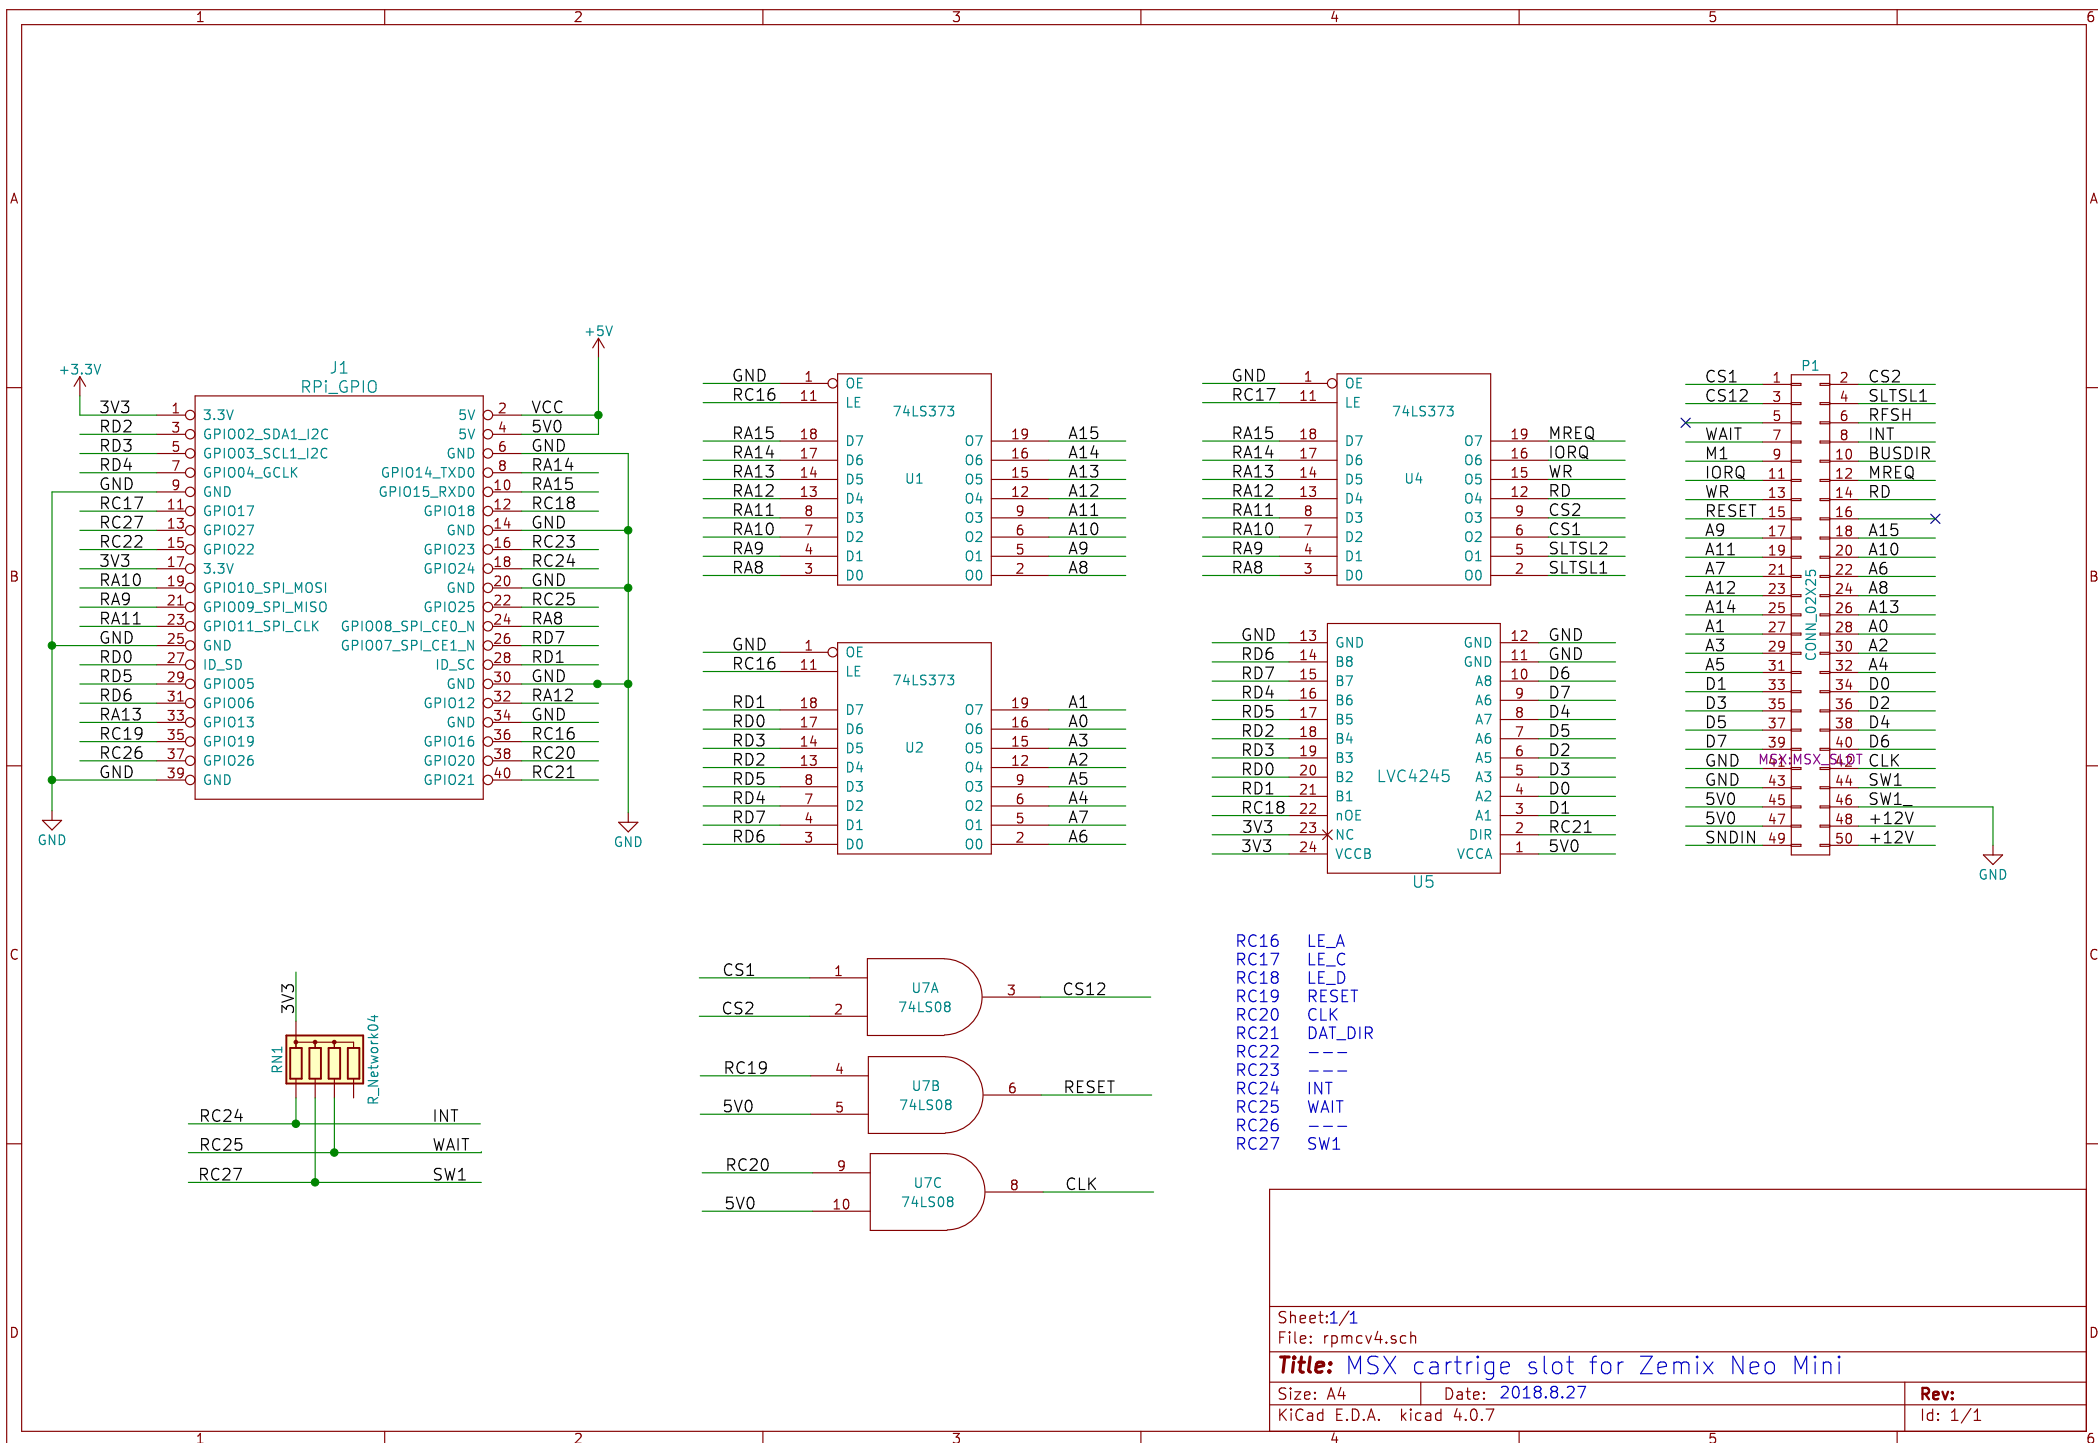 1 2 3 4 5 6
A A
B B
C C
D D
+3.3V
+5V
J1
RPi_GPIO
3V3 1 3.3V 5V 2 VCC
RD2 3 GPIO02_SDA1_I2C 5V 4 5V0
RD3 5 GPIO03_SCL1_I2C GND 6 GND
RD4 7 GPIO04_GCLK GPIO14_TXD0 8 RA14
GND 9 GND GPIO15_RXD0 10 RA15
RC17 11 GPIO17 GPIO18 12 RC18
RC27 13 GPIO27 GND 14 GND
RC22 15 GPIO22 GPIO23 16 RC23
3V3 17 3.3V GPIO24 18 RC24
RA10 19 GPIO10_SPI_MOSI GND 20 GND
RA9 21 GPIO09_SPI_MISO GPIO25 22 RC25
RA11 23 GPIO11_SPI_CLK GPIO08_SPI_CE0_N 24 RA8
GND 25 GND GPIO07_SPI_CE1_N 26 RD7
RD0 27 ID_SD ID_SC 28 RD1
RD5 29 GPIO05 GND 30 GND
RD6 31 GPIO06 GPIO12 32 RA12
RA13 33 GPIO13 GND 34 GND
RC19 35 GPIO19 GPIO16 36 RC16
RC26 37 GPIO26 GPIO20 38 RC20
GND 39 GND GPIO21 40 RC21
GND
GND
GND 1 OE
RC16 11 LE
74LS373
RA15 18 D7 O7 19 A15
RA14 17 D6 O6 16 A14
RA13 14 D5 U1 O5 15 A13
RA12 13 D4 O4 12 A12
RA11 8 D3 O3 9 A11
RA10 7 D2 O2 6 A10
RA9 4 D1 O1 5 A9
RA8 3 D0 O0 2 A8
GND 1 OE
RC16 11 LE
74LS373
RD1 18 D7 O7 19 A1
RD0 17 D6 O6 16 A0
RD3 14 D5 U2 O5 15 A3
RD2 13 D4 O4 12 A2
RD5 8 D3 O3 9 A5
RD4 7 D2 O2 6 A4
RD7 4 D1 O1 5 A7
RD6 3 D0 O0 2 A6
GND 1 OE
RC17 11 LE
74LS373
RA15 18 D7 O7 19 MREQ
RA14 17 D6 O6 16 IORQ
RA13 14 D5 U4 O5 15 WR
RA12 13 D4 O4 12 RD
RA11 8 D3 O3 9 CS2
RA10 7 D2 O2 6 CS1
RA9 4 D1 O1 5 SLTSL2
RA8 3 D0 O0 2 SLTSL1
GND 13 GND GND 12 GND
RD6 14 B8 GND 11 GND
RD7 15 B7 A8 10 D6
RD4 16 B6 A6 9 D7
RD5 17 B5 A7 8 D4
RD2 18 B4 A6 7 D5
RD3 19 B3 A5 6 D2
RD0 20 B2 LVC4245 A3 5 D3
RD1 21 B1 A2 4 D0
RC18 22 nOE A1 3 D1
3V3 23 NC DIR 2 RC21
3V3 24 VCCB VCCA 1 5V0
U5
P1
CS1 1 2 CS2
CS12 3 4 SLTSL1
5 6 RFSH
WAIT 7 8 INT
M1 9 10 BUSDIR
IORQ 11 12 MREQ
WR 13 14 RD
RESET 15 16
A9 17 18 A15
A11 19 20 A10
A7 21 22 A6
A12 23 24 A8
A14 25 26 A13
A1 27 28 A0
A3 29 30 A2
A5 31 32 A4
D1 33 34 D0
D3 35 36 D2
D5 37 38 D4
D7 39 40 D6
GND 41 42 CLK
GND 43 44 SW1
5V0 45 46 SW1_
5V0 47 48 +12V
SNDIN 49 50 +12V
CONN_02X25
MSX:MSX_SLOT
GND
3V3
RN1
R_Network04
RC24 INT
RC25 WAIT
RC27 SW1
CS1 1
CS2 2
U7A
74LS08
3 CS12
RC19 4
5V0 5
U7B
74LS08
6 RESET
RC20 9
5V0 10
U7C
74LS08
8 CLK
RC16 LE_A
RC17 LE_C
RC18 LE_D
RC19 RESET
RC20 CLK
RC21 DAT_DIR
RC22 ---
RC23 ---
RC24 INT
RC25 WAIT
RC26 ---
RC27 SW1
Sheet:1/1
File: rpmcv4.sch
Title: MSX cartrige slot for Zemix Neo Mini
Size: A4 Date: 2018.8.27 Rev:
KiCad E.D.A. kicad 4.0.7 Id: 1/1
1 2 3 4 5 6